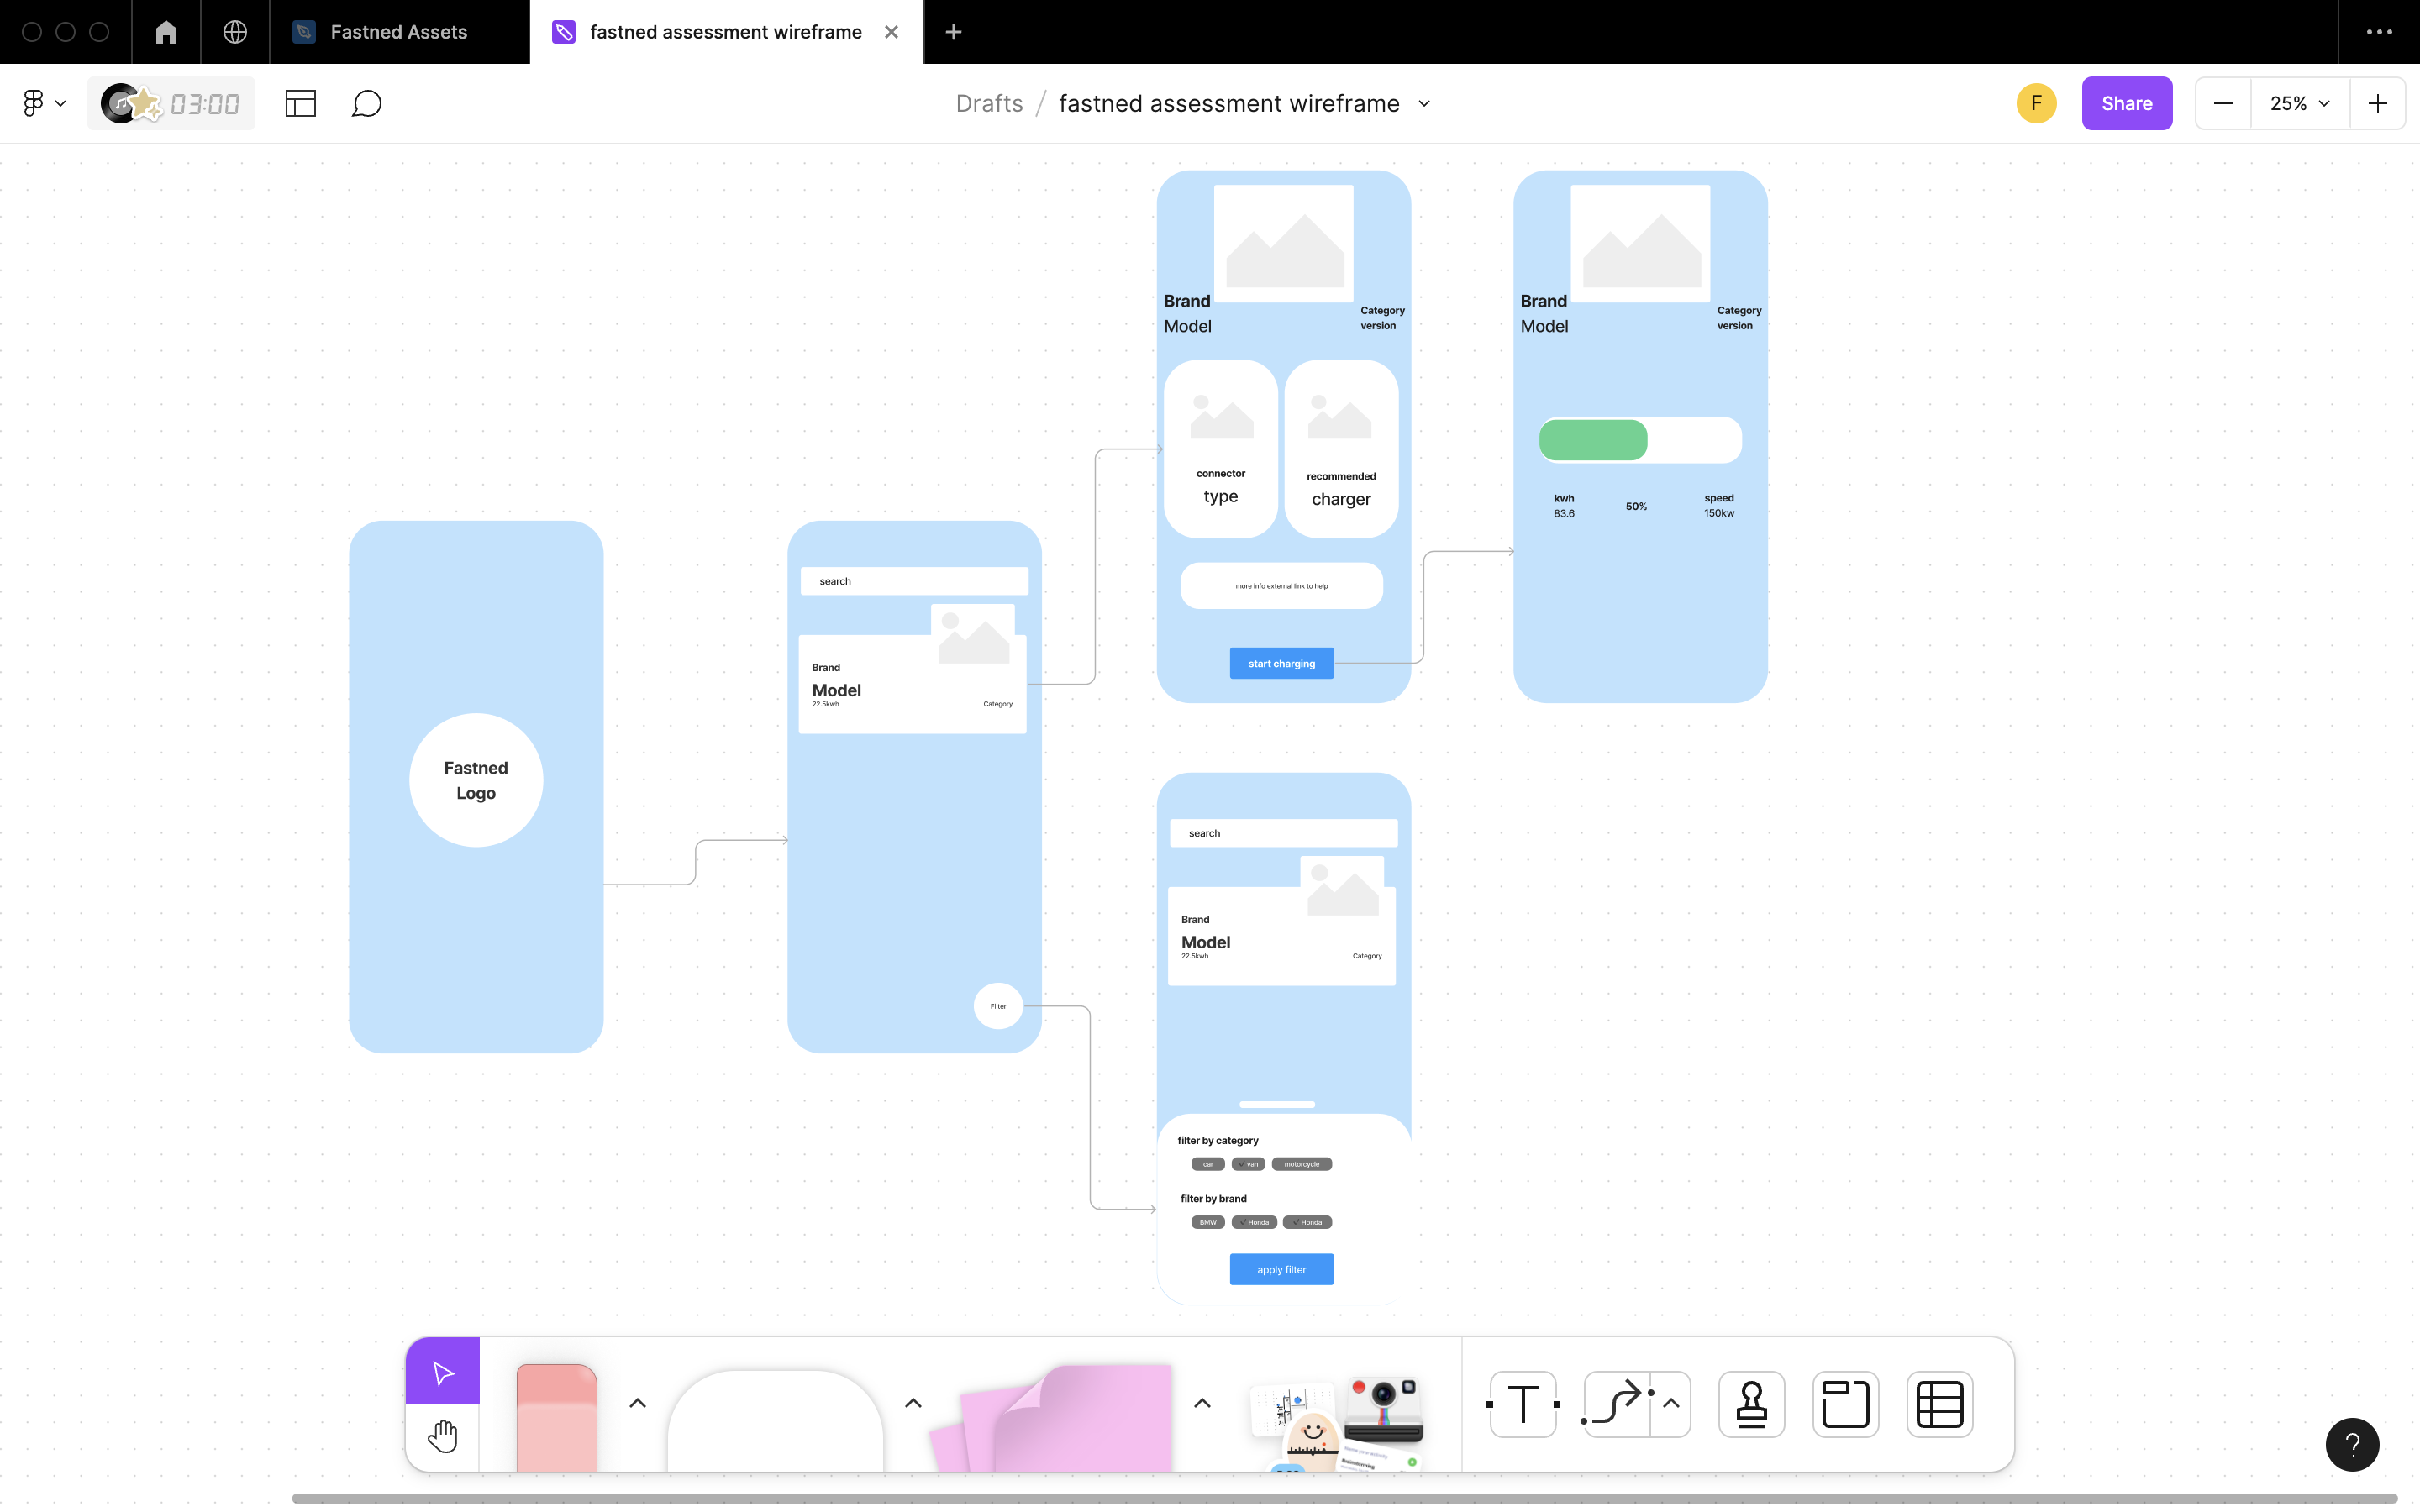 Fastned Assets
fastned assessment wireframe
03:00
Drafts / fastned assessment wireframe
F
Share
25%
Fastned
Logo
search
Brand
Model
22.5kwh
Category
Filter
Brand
Model
Category
version
connector
type
recommended
charger
more info external link to help
start charging
Brand
Model
Category
version
kwh
83.6
50%
speed
150kw
search
Brand
Model
22.5kwh
Category
filter by category
car
✓ van
motorcycle
filter by brand
BMW
✓ Honda
✓ Honda
apply filter
T
Brainstorming
?